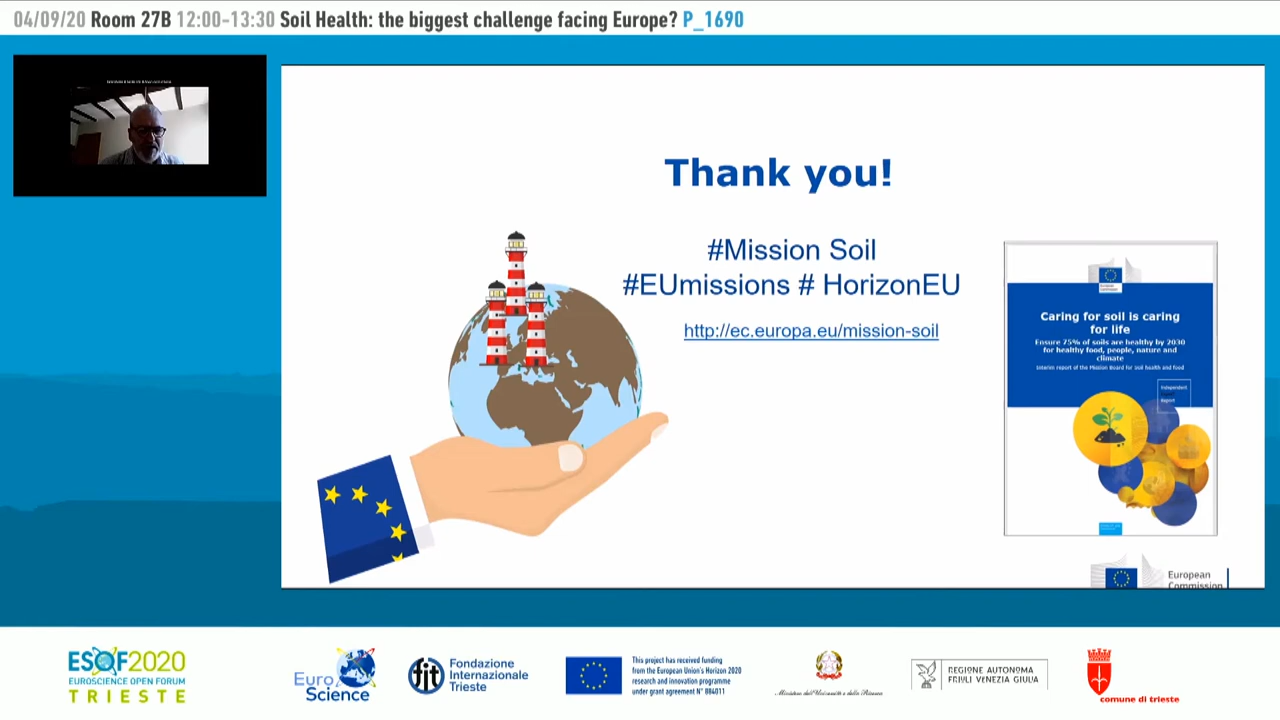 04/09/20 Room 27B 12:00-13:30 Soil Health: the biggest challenge facing Europe? P_1690
Thank you!
#Mission Soil
#EUmissions # HorizonEU
http://ec.europa.eu/mission-soil
European
Commission
Caring for soil is caring
for life
Ensure 75% of soils are healthy by 2030
for healthy food, people, nature and
climate
Interim report of the Mission Board for Soil health and food
Independent
Report
European
Commission
ESOF2020
EUROSCIENCE OPEN FORUM
TRIESTE
Euro
Science
fit
Fondazione
Internazionale
Trieste
This project has received funding
from the European Union's Horizon 2020
research and innovation programme
under grant agreement N° 884011
Ministero dell'Università e della Ricerca
REGIONE AUTONOMA
FRIULI VENEZIA GIULIA
comune di trieste